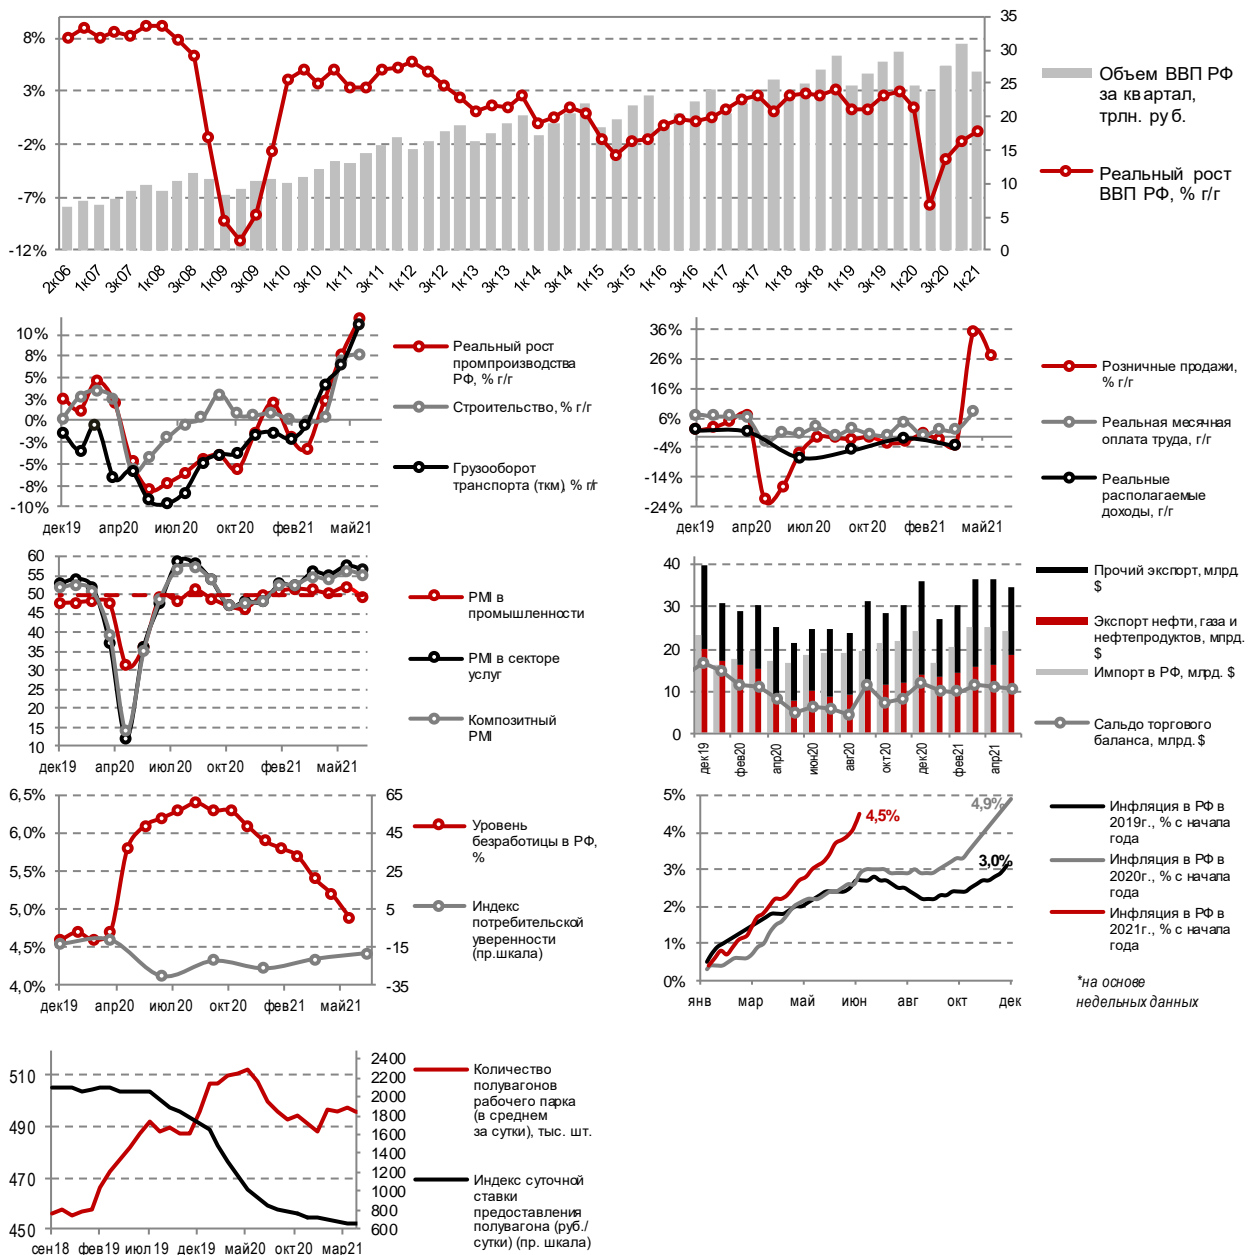 8%
3%
-2%
-7%
-12%
35
30
25
20
15
10
5
0
2к06
1к07
3к07
1к08
3к08
1к09
3к09
1к10
3к10
1к11
3к11
1к12
3к12
1к13
3к13
1к14
3к14
1к15
3к15
1к16
3к16
1к17
3к17
1к18
3к18
1к19
3к19
1к20
3к20
1к21
Объем ВВП РФ
за квартал,
трлн. руб.
Реальный рост
ВВП РФ, % г/г
10%
8%
5%
3%
0%
-3%
-5%
-8%
-10%
дек19 апр20 июл20 окт20 фев21 май21
Реальный рост
промпроизводства
РФ, % г/г
Строительство, % г/г
Грузооборот
транспорта (ткм), % г/г
36%
26%
16%
6%
-4%
-14%
-24%
дек19 апр20 июл20 окт20 фев21 май21
Розничные продажи,
% г/г
Реальная месячная
оплата труда, г/г
Реальные
располагаемые
доходы, г/г
60
55
50
45
40
35
30
25
20
15
10
дек19 апр20 июл20 окт20 фев21 май21
PMI в
промышленности
PMI в секторе
услуг
Композитный
PMI
40
30
20
10
0
дек19
фев20
апр20
июн20
авг20
окт20
дек20
фев21
апр21
Прочий экспорт, млрд.
$
Экспорт нефти, газа и
нефтепродуктов, млрд.
$
Импорт в РФ, млрд. $
Сальдо торгового
баланса, млрд. $
6,5%
6,0%
5,5%
5,0%
4,5%
4,0%
65
45
25
5
-15
-35
дек19 апр20 июл20 окт20 фев21 май21
Уровень
безработицы в РФ,
%
Индекс
потребительской
уверенности
(пр.шкала)
5%
4%
3%
2%
1%
0%
4,5%
4,9%
3,0%
янв мар май июн авг окт дек
Инфляция в РФ в
2019г., % с начала
года
Инфляция в РФ в
2020г., % с начала
года
Инфляция в РФ в
2021г., % с начала
года
*на основе
недельных данных
510
490
470
450
2400
2200
2000
1800
1600
1400
1200
1000
800
600
сен18 фев19 июл19 дек19 май20 окт20 мар21
Количество
полувагонов
рабочего парка
(в среднем
за сутки), тыс. шт.
Индекс суточной
ставки
предоставления
полувагона (руб./
сутки) (пр. шкала)